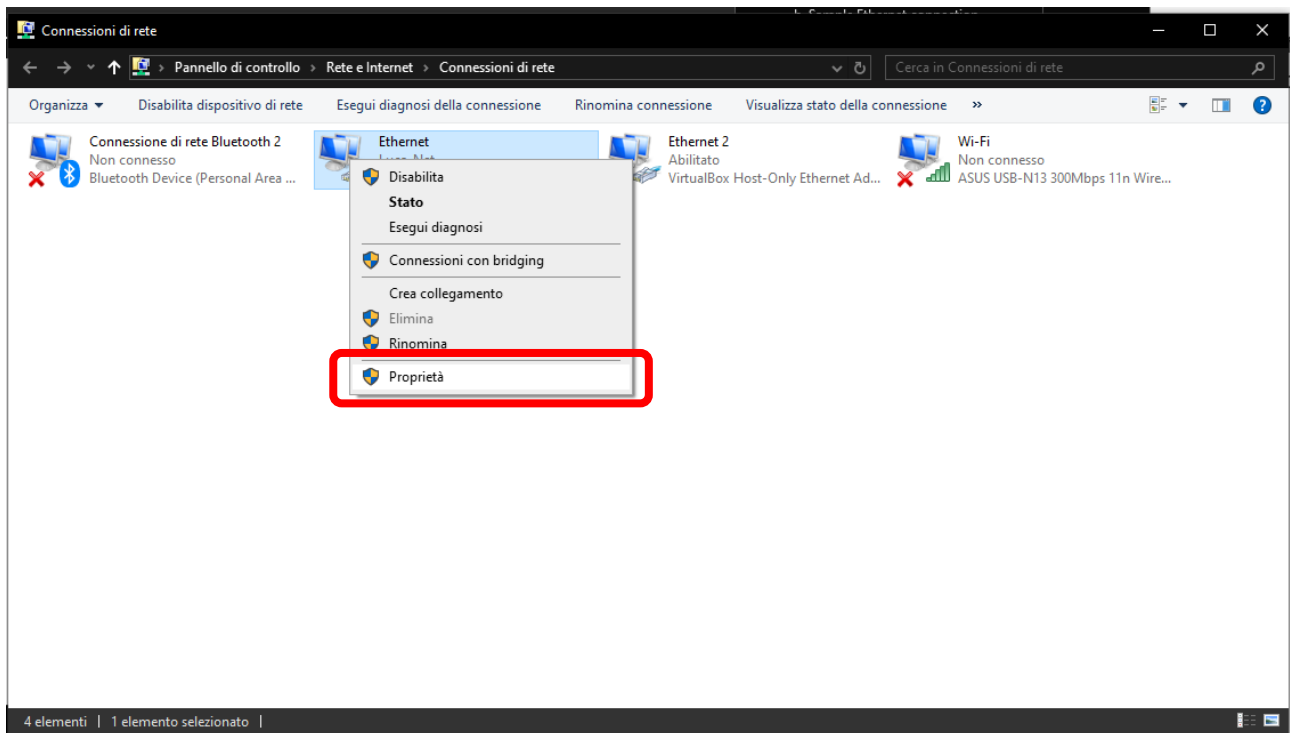 Connessioni di rete
Pannello di controllo > Rete e Internet > Connessioni di rete
Cerca in Connessioni di rete
Organizza
Disabilita dispositivo di rete
Esegui diagnosi della connessione
Rinomina connessione
Visualizza stato della connessione
»
Connessione di rete Bluetooth 2
Non connesso
Bluetooth Device (Personal Area ...
Ethernet
Ethernet 2
Abilitato
VirtualBox Host-Only Ethernet Ad...
Wi-Fi
Non connesso
ASUS USB-N13 300Mbps 11n Wire...
Disabilita
Stato
Esegui diagnosi
Connessioni con bridging
Crea collegamento
Elimina
Rinomina
Proprietà
4 elementi | 1 elemento selezionato |